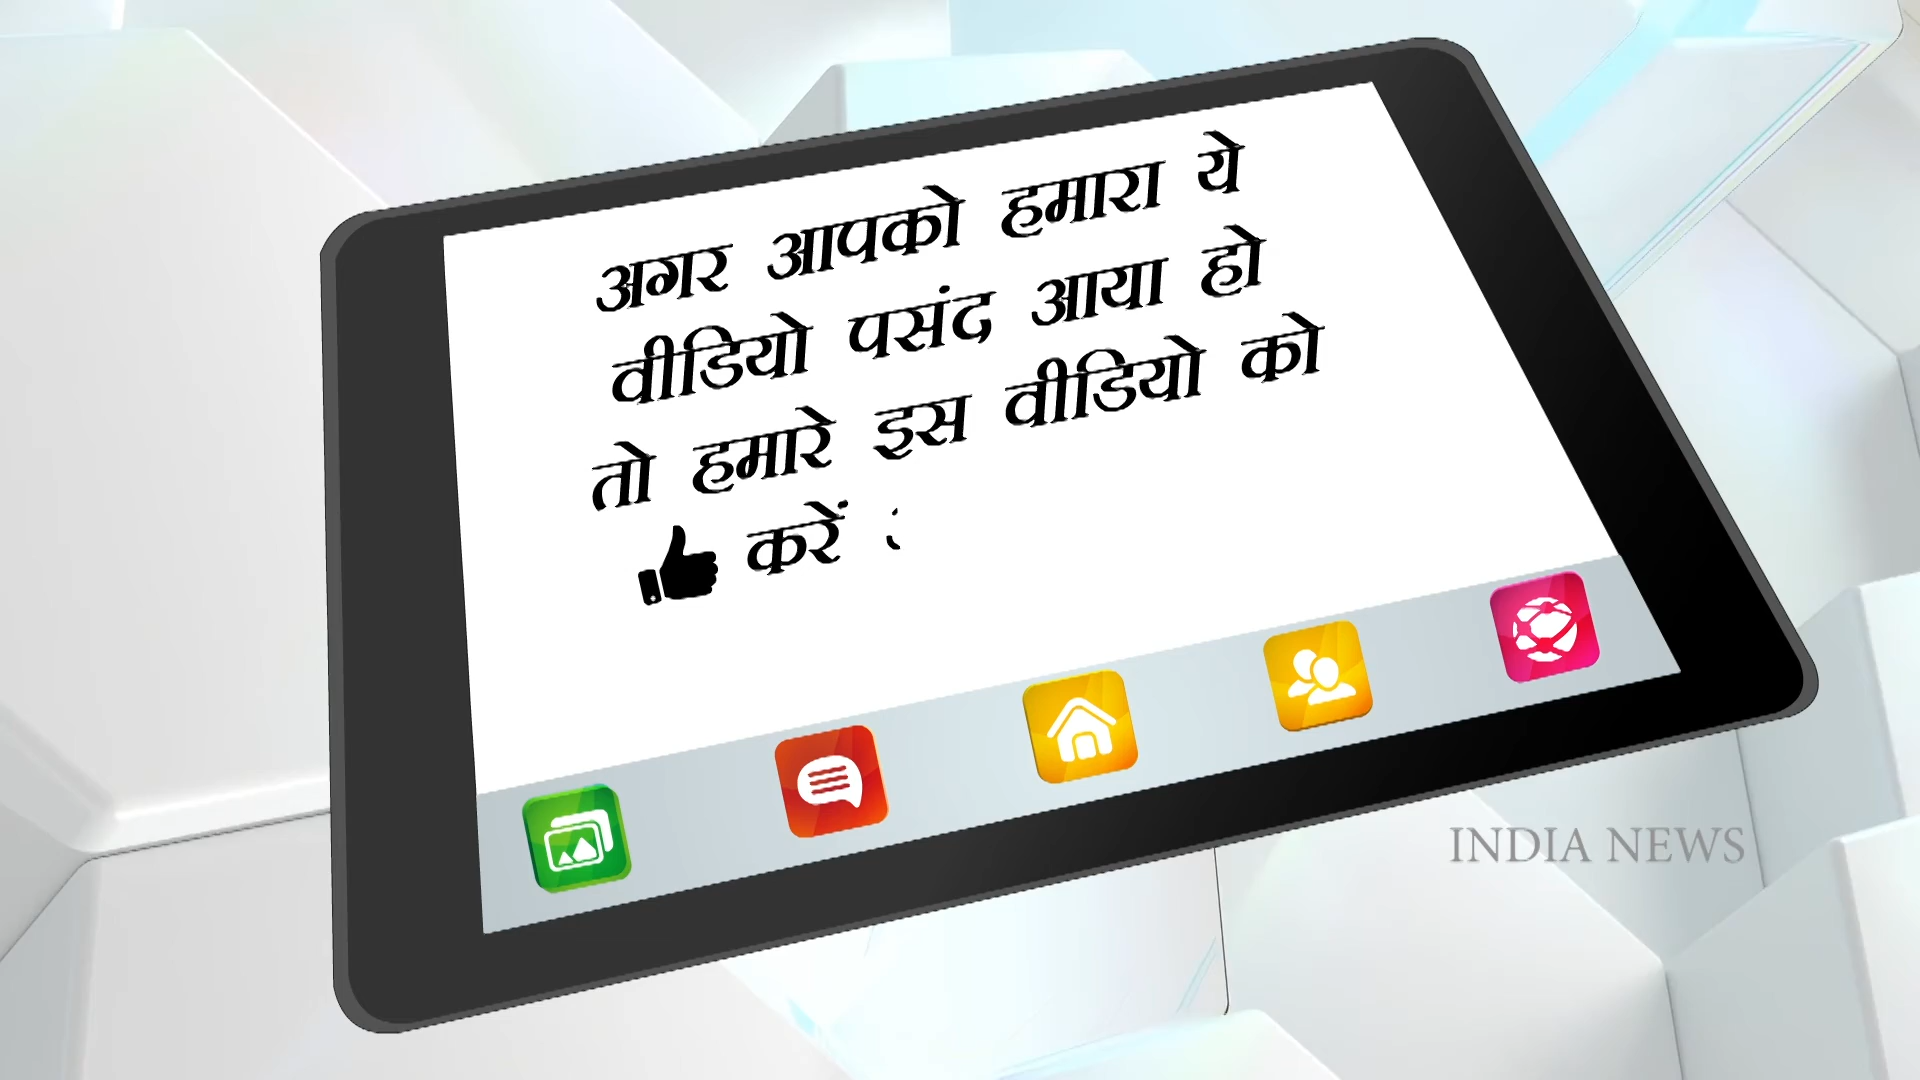 अगर आपको हमारा ये
वीडियो पसंद आया हो
तो हमारे इस वीडियो को
करें
INDIA NEWS